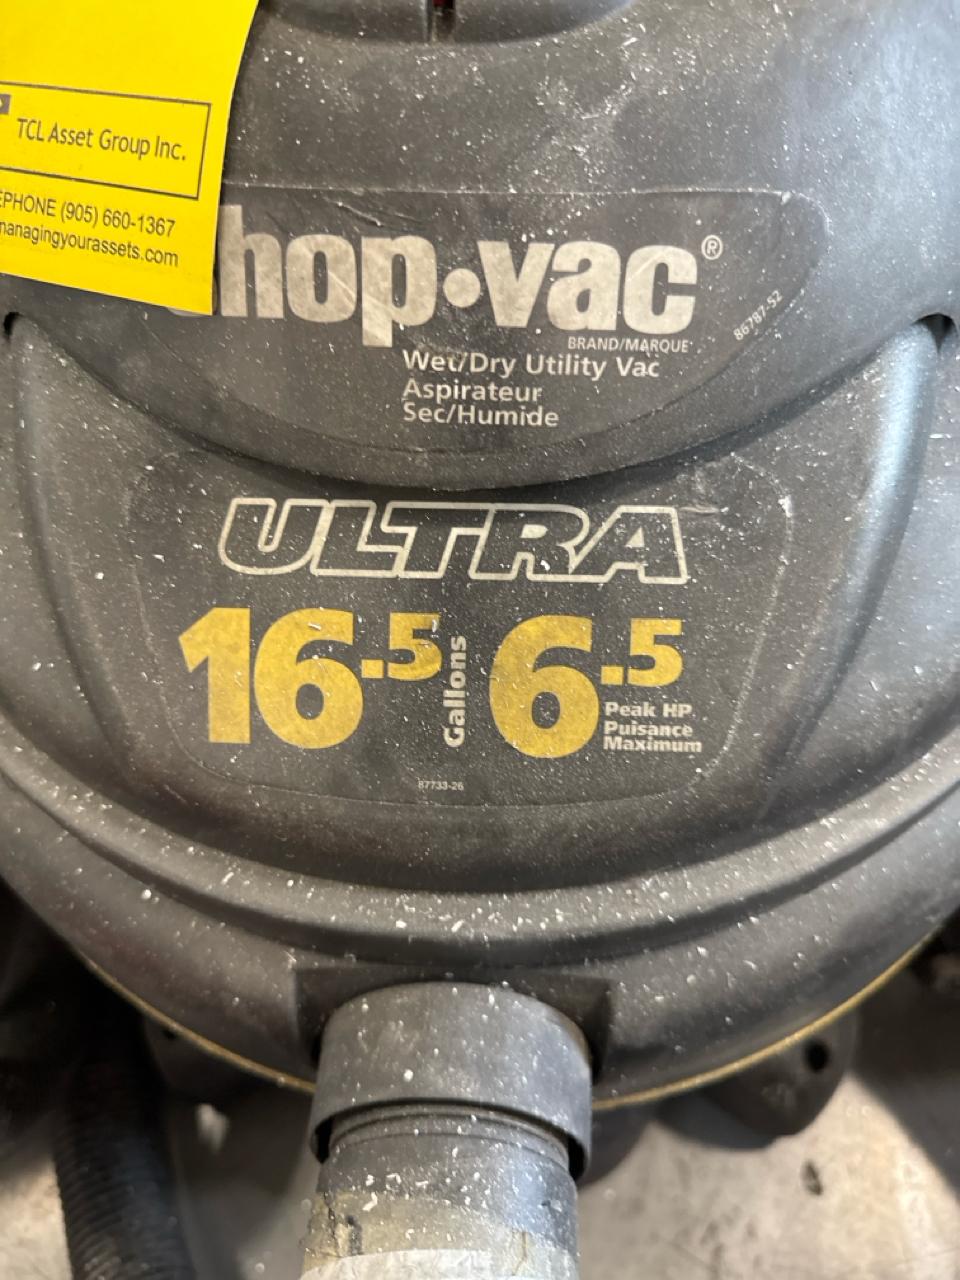 TCL Asset Group Inc.
EPHONE (905) 660-1367
managingyourassets.com
hop·vac®
BRAND/MARQUE
86787-52
Wet/Dry Utility Vac
Aspirateur
Sec/Humide
ULTRA
16.5 Gallons 6.5
Peak HP
Puisance
Maximum
87733-26